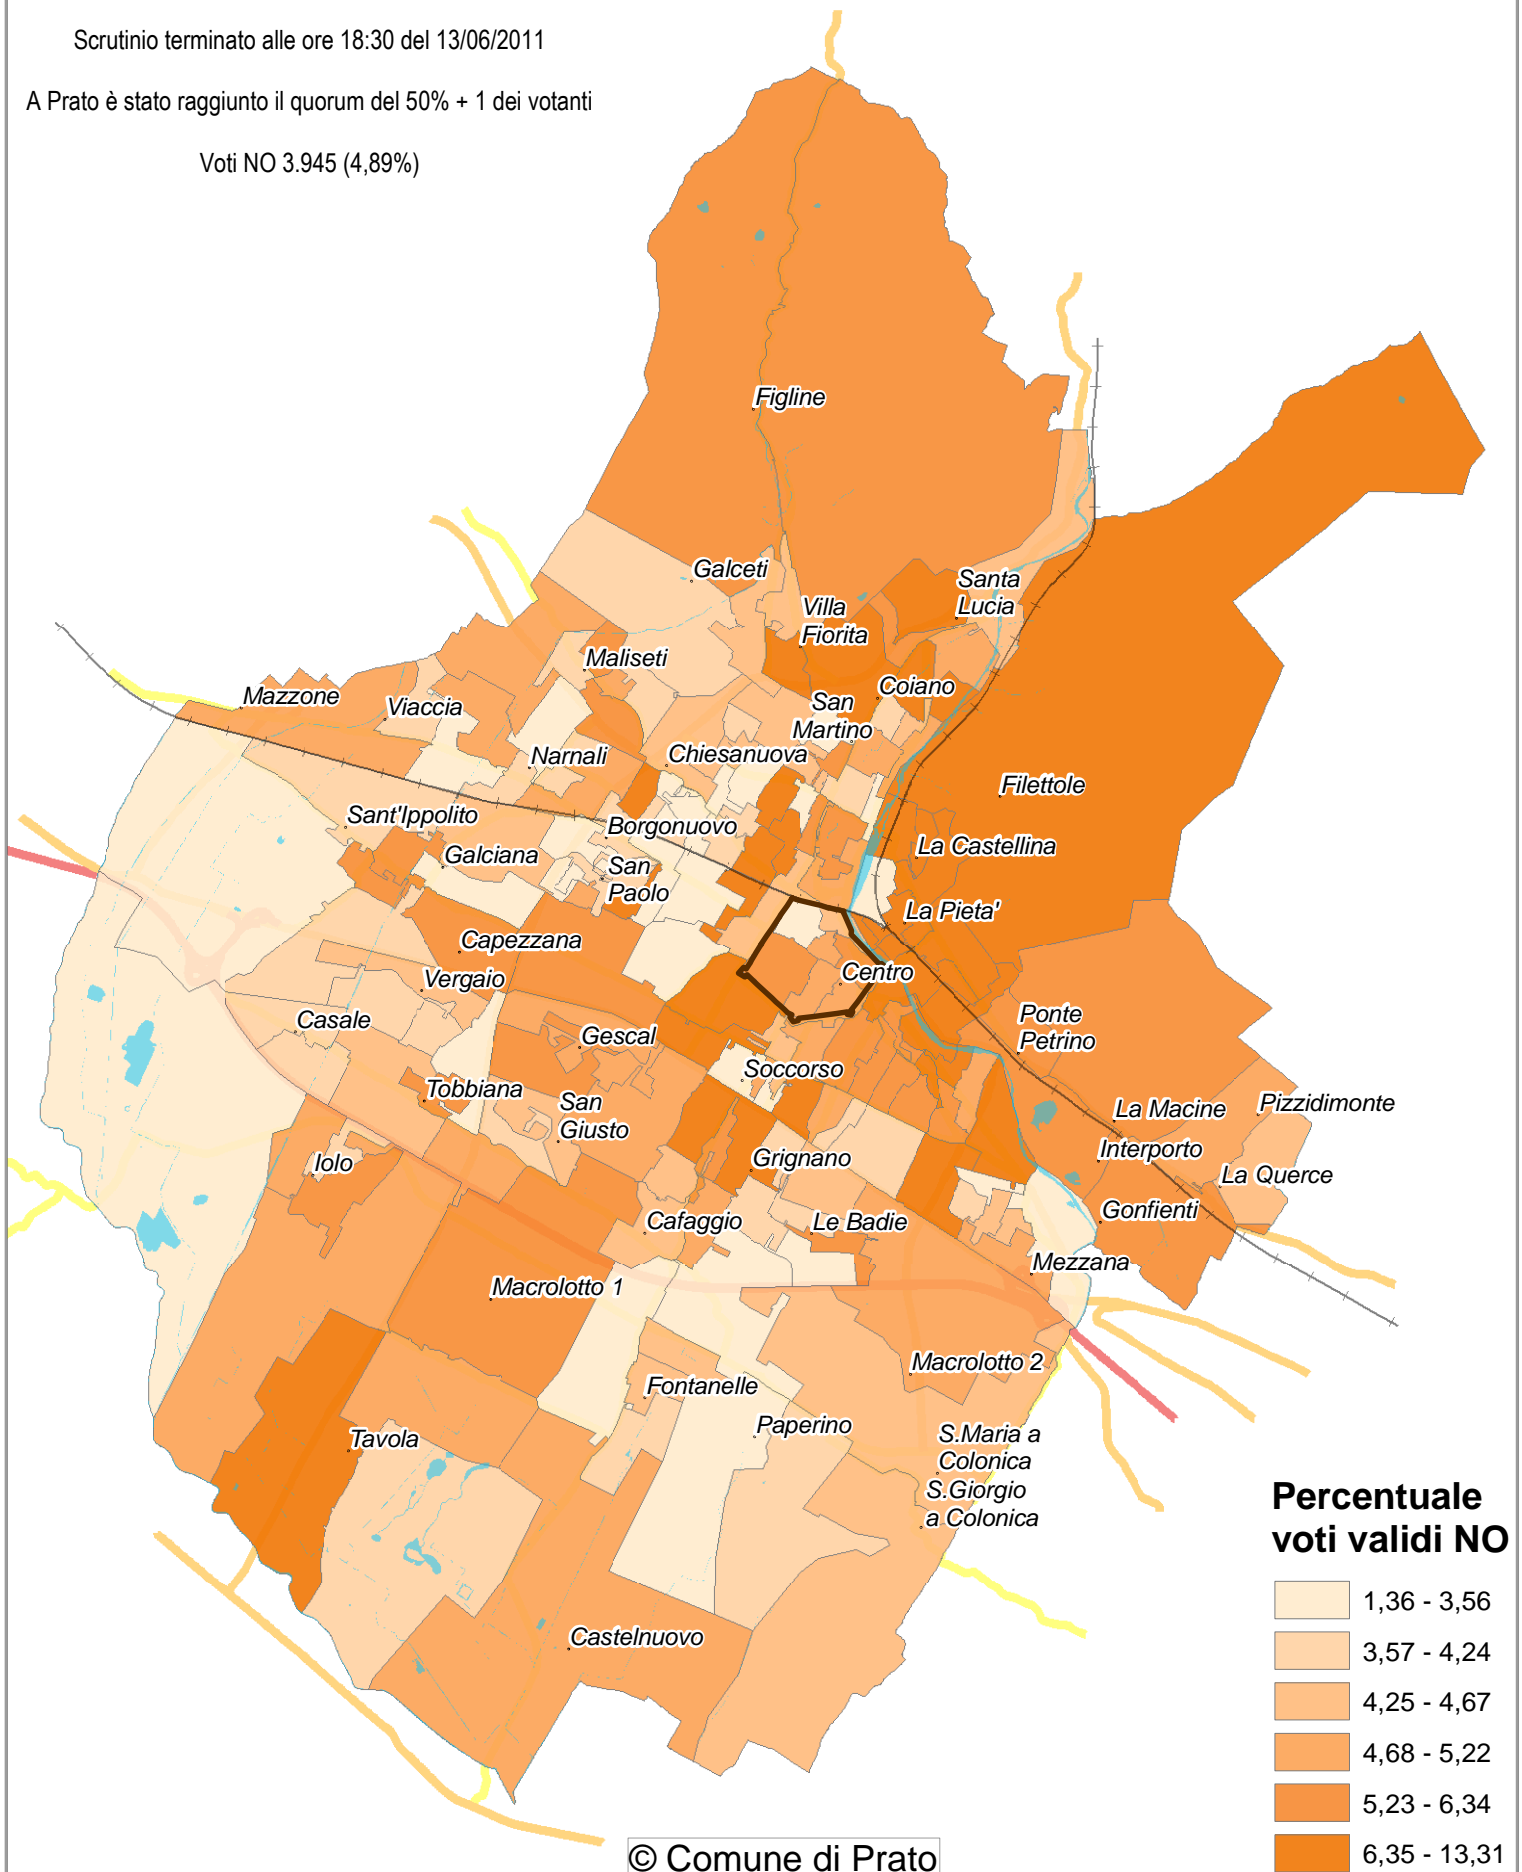 Scrutinio terminato alle ore 18:30 del 13/06/2011
A Prato è stato raggiunto il quorum del 50% + 1 dei votanti
Voti NO 3.945 (4,89%)
Figline
Galceti
Santa
Lucia
Villa
Fiorita
Maliseti
Mazzone
Viaccia
Coiano
San
Martino
Narnali
Chiesanuova
Filettole
Sant'Ippolito
Borgonuovo
La Castellina
Galciana
San
Paolo
La Pieta'
Capezzana
Centro
Vergaio
Casale
Gescal
Ponte
Petrino
Soccorso
Tobbiana
San
Giusto
La Macine
Pizzidimonte
Interporto
Iolo
Grignano
La Querce
Cafaggio
Le Badie
Gonfienti
Mezzana
Macrolotto 1
Macrolotto 2
Fontanelle
Paperino
Tavola
S.Maria a
Colonica
S.Giorgio
a Colonica
Castelnuovo
Percentuale
voti validi NO
1,36 - 3,56
3,57 - 4,24
4,25 - 4,67
4,68 - 5,22
5,23 - 6,34
6,35 - 13,31
© Comune di Prato